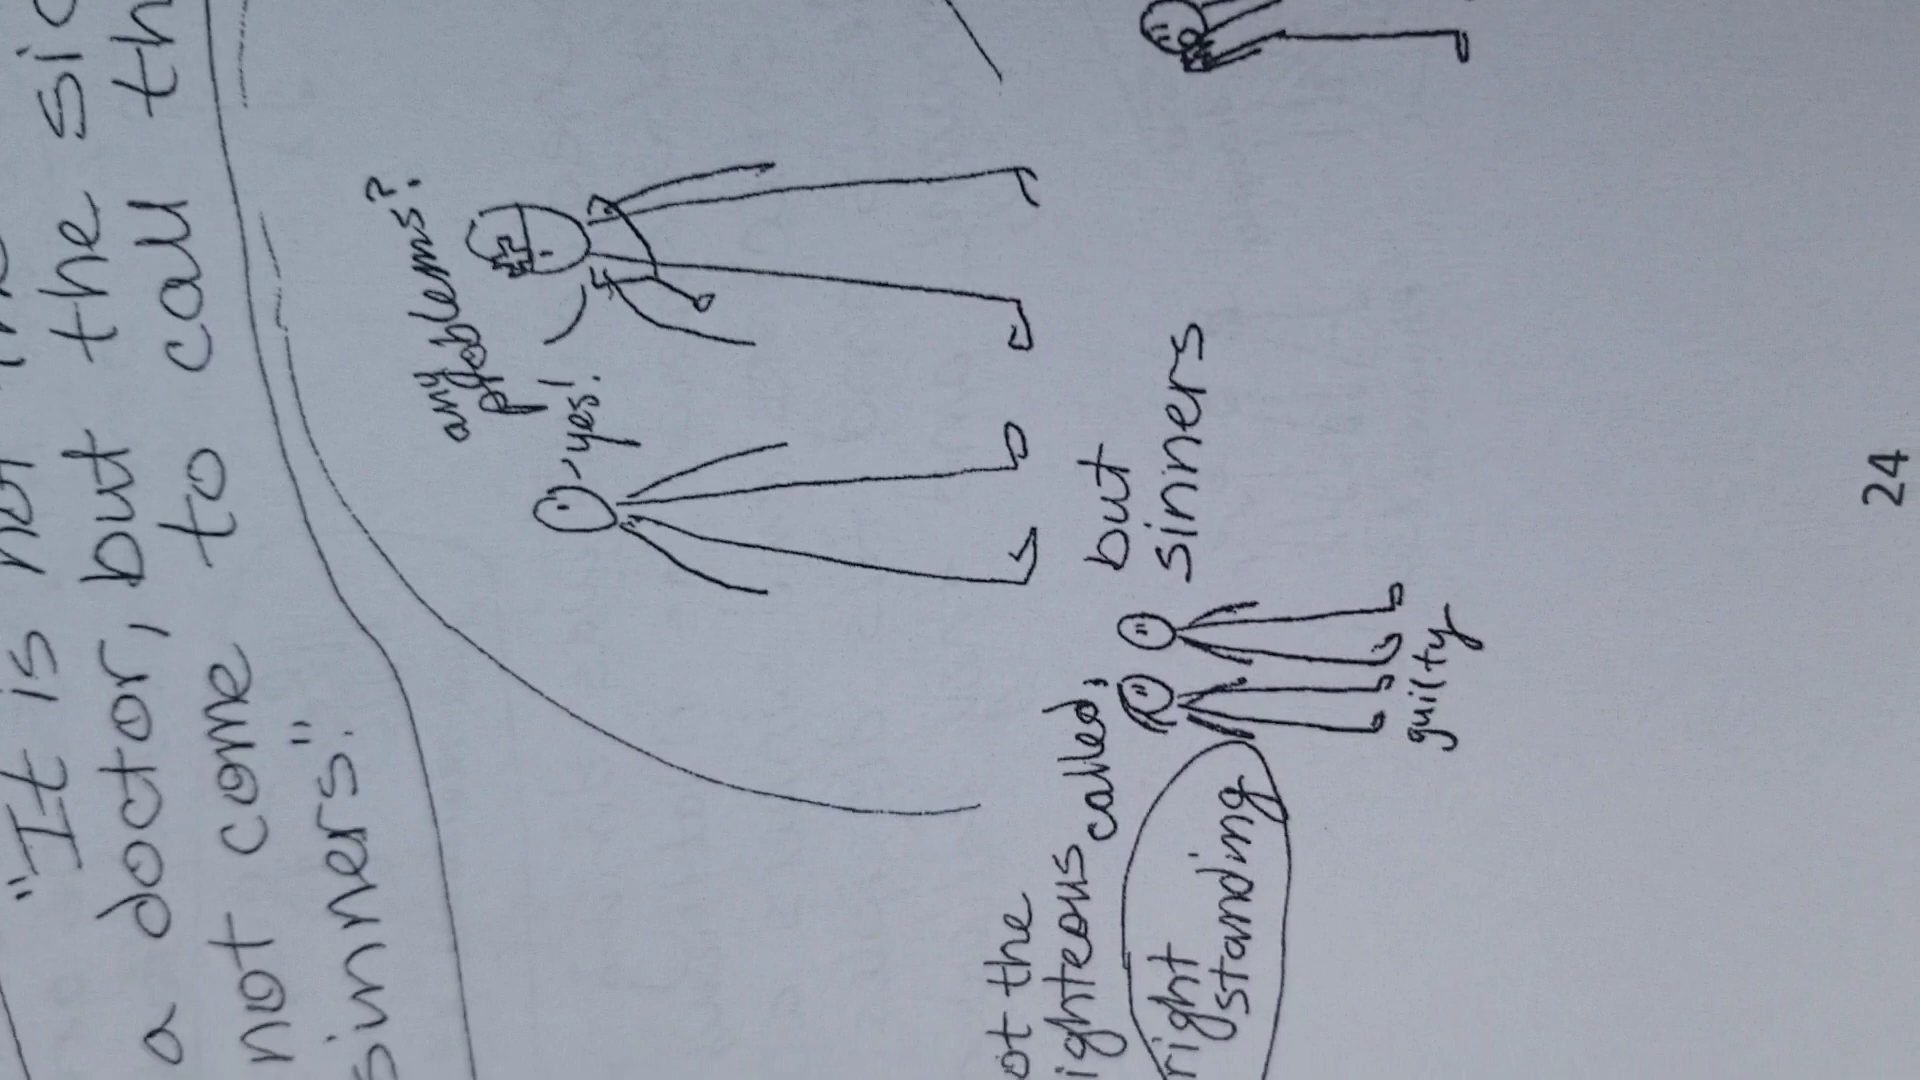 "It is not
a doctor, but the sic
not come to call th
sinners."
any
problems?
yes!
ot the
ighteous called,
but
sinners
right
standing
guilty
24